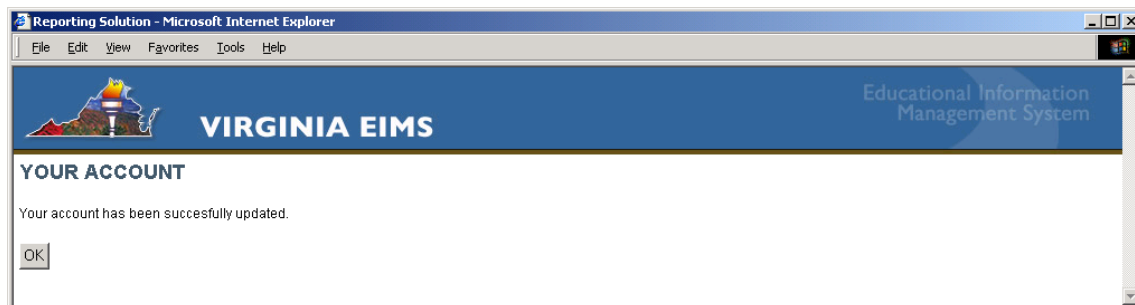 Reporting Solution - Microsoft Internet Explorer
File Edit View Favorites Tools Help
VIRGINIA EIMS
Educational Information
Management System
YOUR ACCOUNT
Your account has been succesfully updated.
OK